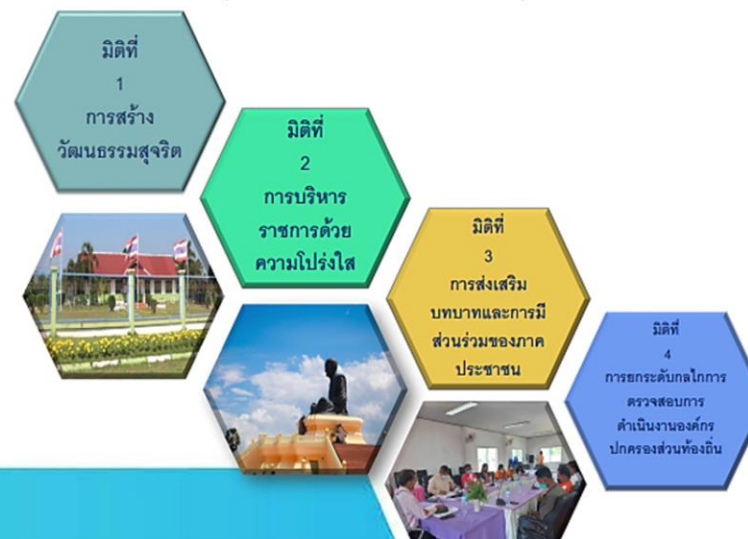 มิติที่
1
การสร้าง
วัฒนธรรมสุจริต
มิติที่
2
การบริหาร
ราชการด้วย
ความโปร่งใส
มิติที่
3
การส่งเสริม
บทบาทและการมี
ส่วนร่วมของภาค
ประชาชน
มิติที่
4
การยกระดับกลไกการ
ตรวจสอบการ
ดำเนินงานองค์กร
ปกครองส่วนท้องถิ่น